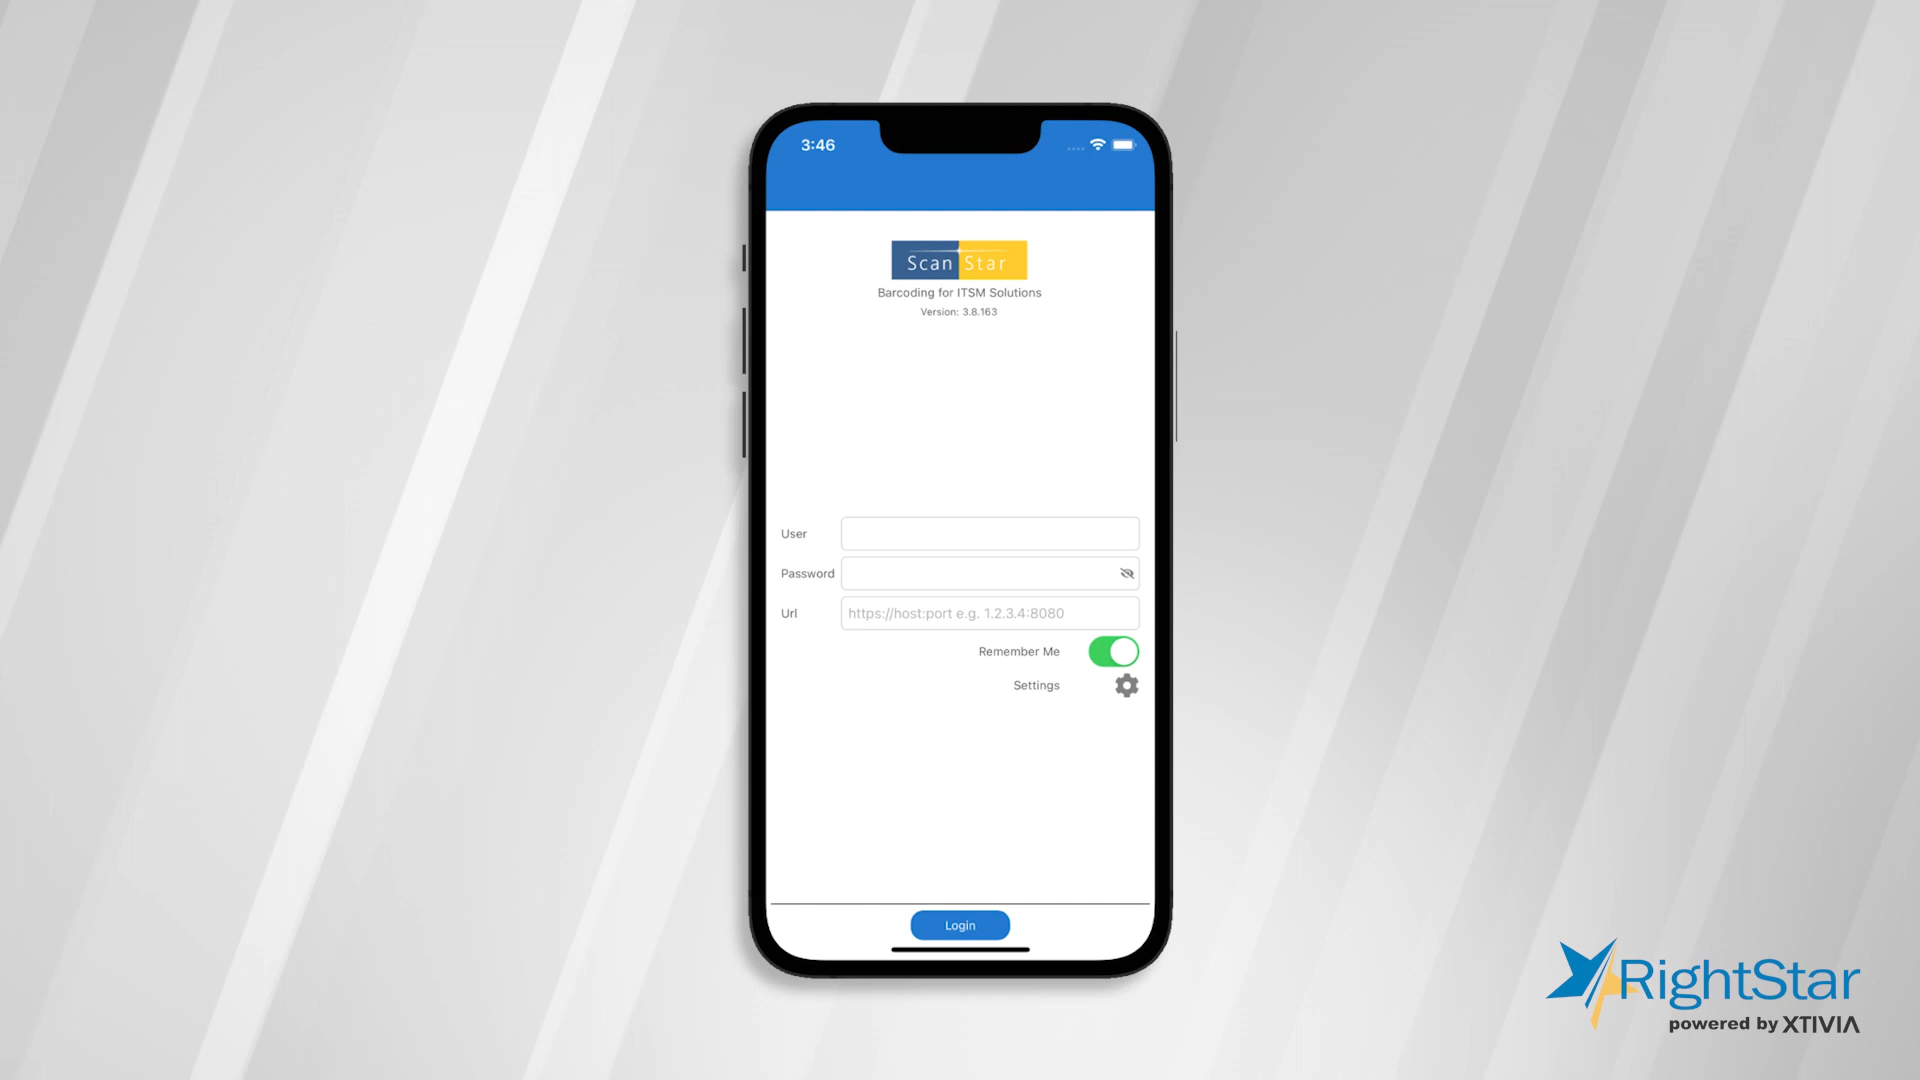 3:46
Scan Star
Barcoding for ITSM Solutions
Version: 3.8.163
User
Password
Url https://host:port e.g. 1.2.3.4:8080
Remember Me
Settings
Login
RightStar
powered by XTIVIA